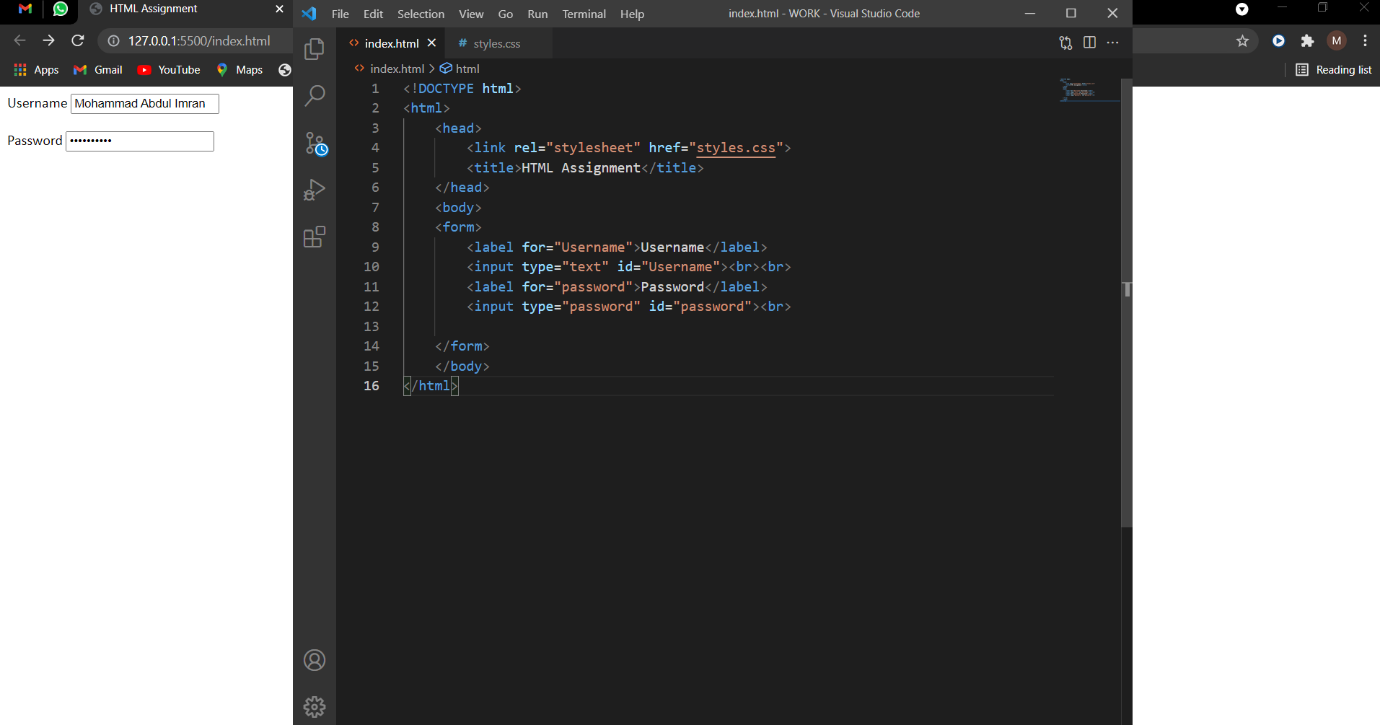 HTML Assignment
127.0.0.1:5500/index.html
Apps Gmail YouTube Maps
Username Mohammad Abdul Imran
Password ••••••••••
File Edit Selection View Go Run Terminal Help index.html - WORK - Visual Studio Code
index.html # styles.css
index.html > html
1 <!DOCTYPE html>
2 <html>
3 <head>
4 <link rel="stylesheet" href="styles.css">
5 <title>HTML Assignment</title>
6 </head>
7 <body>
8 <form>
9 <label for="Username">Username</label>
10 <input type="text" id="Username"><br><br>
11 <label for="password">Password</label>
12 <input type="password" id="password"><br>
13
14 </form>
15 </body>
16 </html>
M
Reading list
T